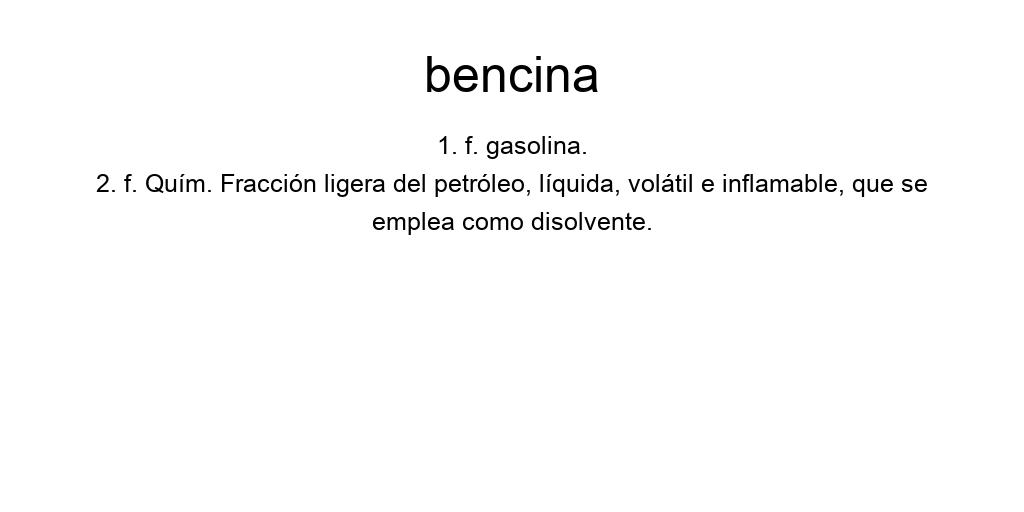 bencina
1. f. gasolina.
2. f. Quím. Fracción ligera del petróleo, líquida, volátil e inflamable, que se
emplea como disolvente.